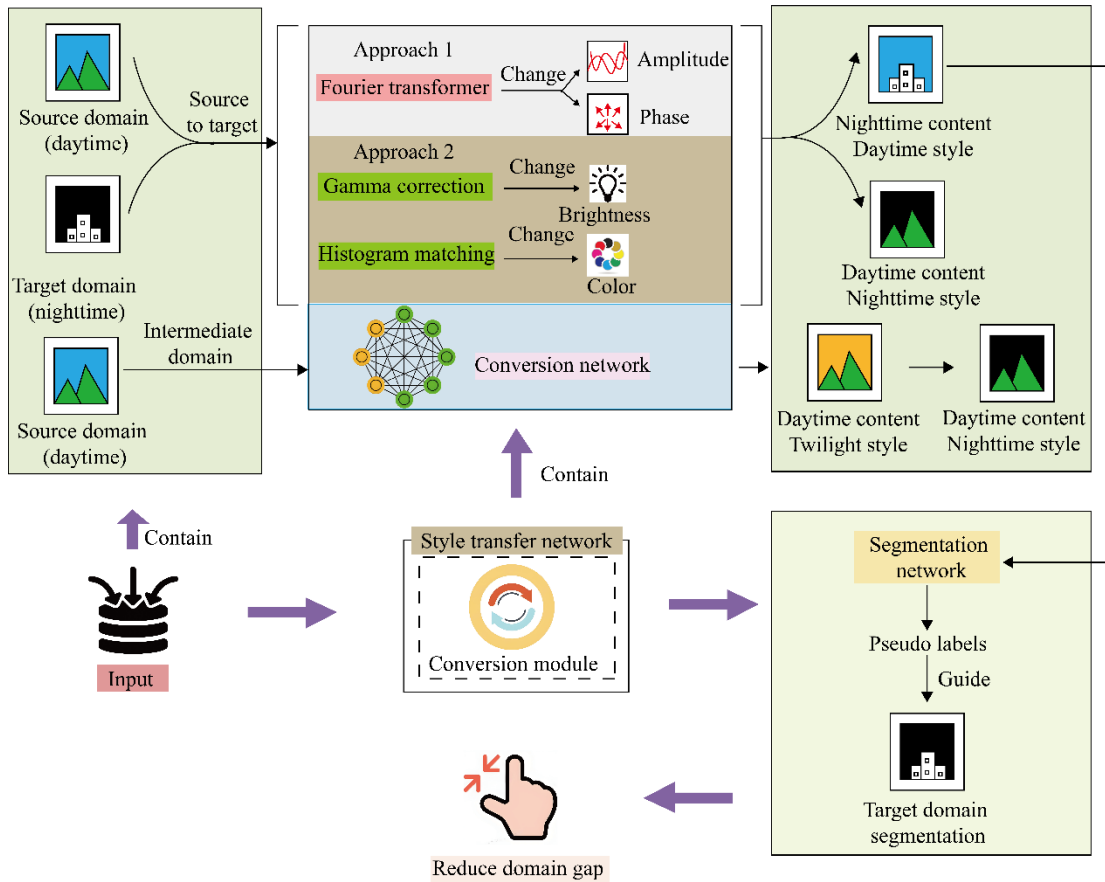 Source domain
(daytime)
Source
to target
Target domain
(nighttime)
Intermediate
domain
Source domain
(daytime)
Approach 1
Fourier transformer
Change
Amplitude
Phase
Approach 2
Gamma correction
Change
Brightness
Histogram matching
Change
Color
Conversion network
Nighttime content
Daytime style
Daytime content
Nighttime style
Daytime content
Twilight style
Daytime content
Nighttime style
Contain
Contain
Input
Style transfer network
Conversion module
Segmentation
network
Pseudo labels
Guide
Target domain
segmentation
Reduce domain gap